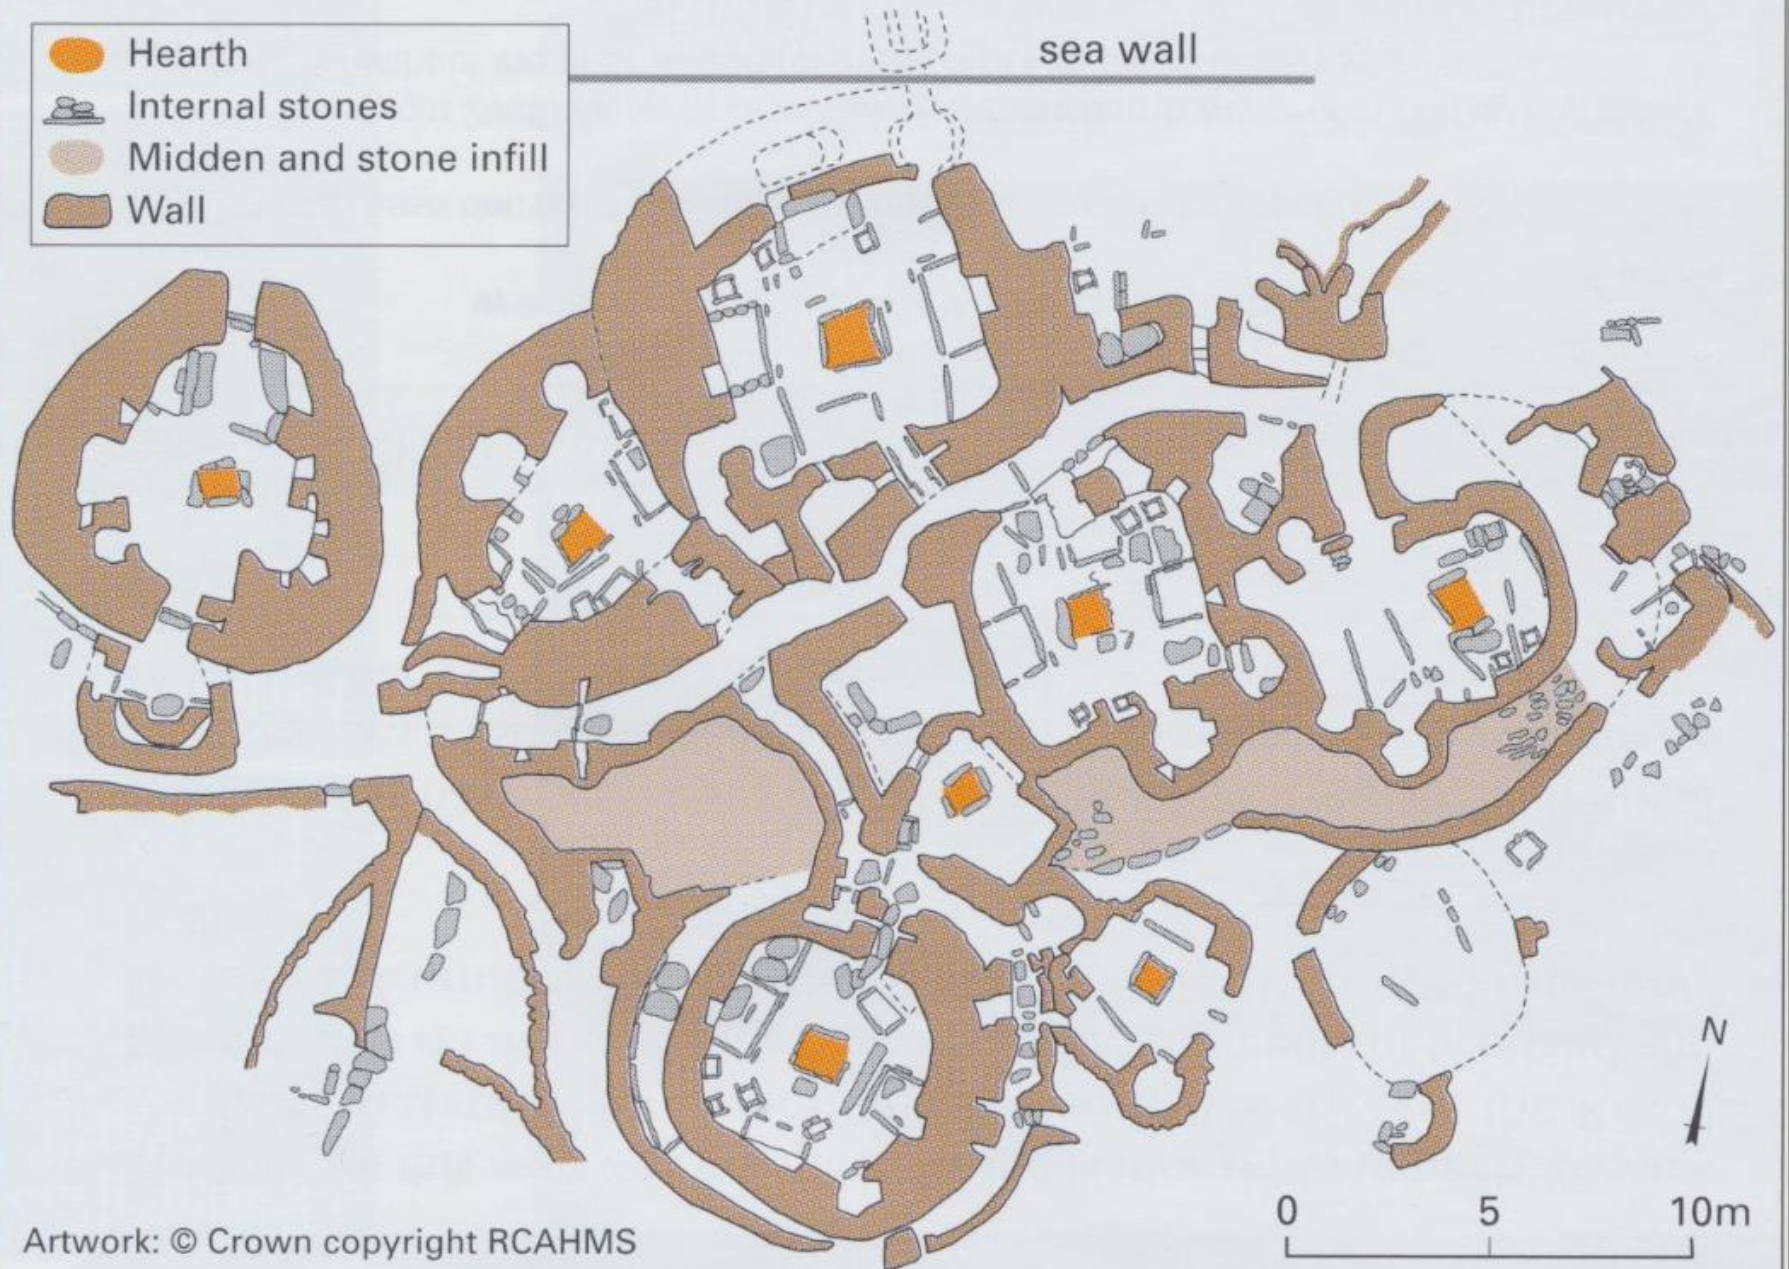 Hearth
Internal stones
Midden and stone infill
Wall
sea wall
N
0 5 10m
Artwork: © Crown copyright RCAHMS